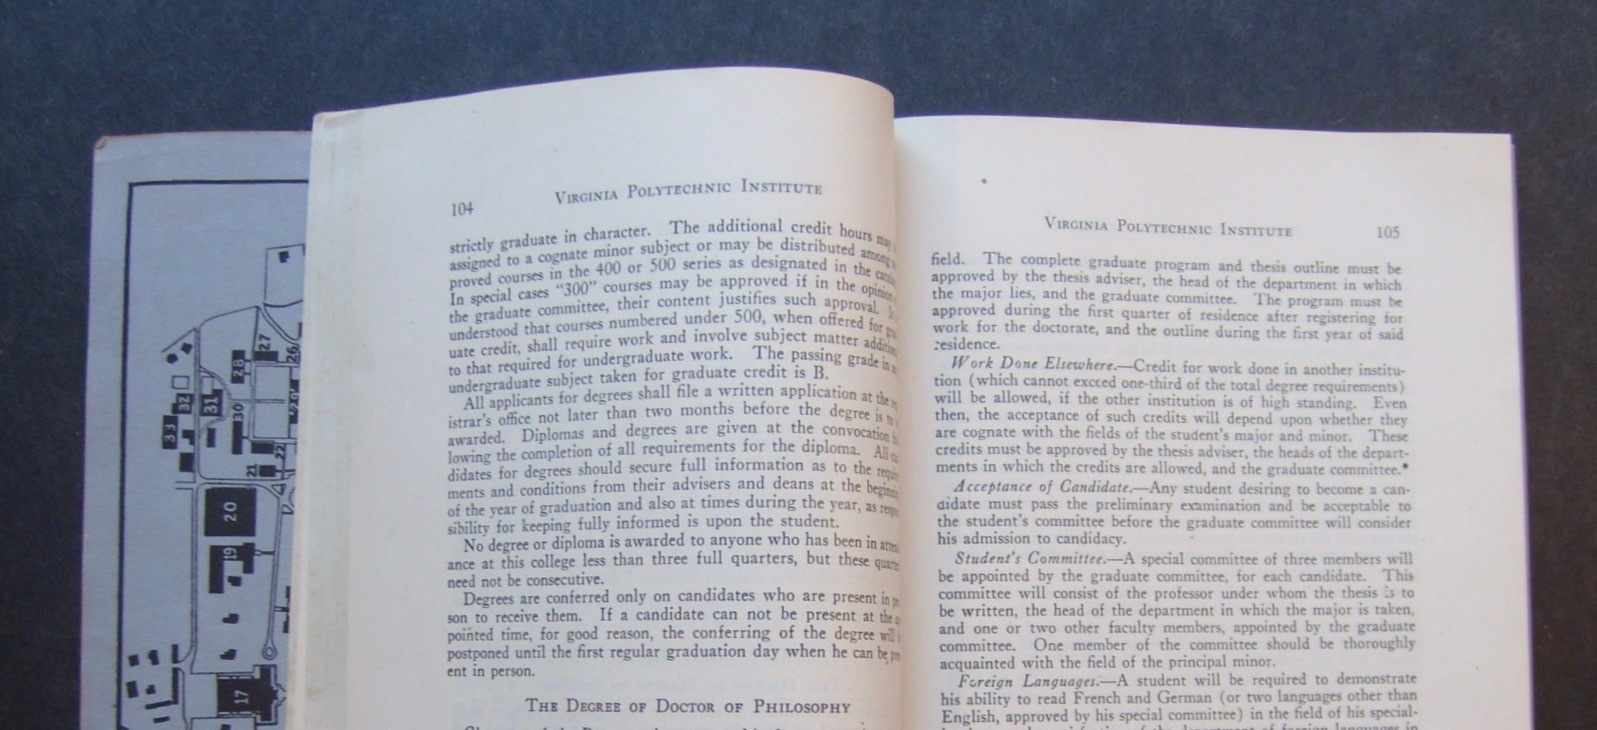 104
VIRGINIA POLYTECHNIC INSTITUTE
strictly graduate in character. The additional credit hours may
assigned to a cognate minor subject or may be distributed among
proved courses in the 400 or 500 series as designated in the
In special cases "300" courses may be approved if in the opinion
the graduate committee, their content justifies such approval.
understood that courses numbered under 500, when offered for
uate credit, shall require work and involve subject matter
to that required for undergraduate work. The passing grade in
undergraduate subject taken for graduate credit is B.
All applicants for degrees shall file a written application at the
istrar's office not later than two months before the degree is
awarded. Diplomas and degrees are given at the convocation
lowing the completion of all requirements for the diploma. All
didates for degrees should secure full information as to the
ments and conditions from their advisers and deans at the
of the year of graduation and also at times during the year, as
sibility for keeping fully informed is upon the student.
No degree or diploma is awarded to anyone who has been in
ance at this college less than three full quarters, but these
need not be consecutive.
Degrees are conferred only on candidates who are present in
son to receive them. If a candidate can not be present at the
pointed time, for good reason, the conferring of the degree will
postponed until the first regular graduation day when he can be
ent in person.
THE DEGREE OF DOCTOR OF PHILOSOPHY
VIRGINIA POLYTECHNIC INSTITUTE
105
field. The complete graduate program and thesis outline must be
approved by the thesis adviser, the head of the department in which
the major lies, and the graduate committee. The program must be
approved during the first quarter of residence after registering for
work for the doctorate, and the outline during the first year of said
residence.
Work Done Elsewhere.—Credit for work done in another institu-
tion (which cannot exceed one-third of the total degree requirements)
will be allowed, if the other institution is of high standing. Even
then, the acceptance of such credits will depend upon whether they
are cognate with the fields of the student's major and minor. These
credits must be approved by the thesis adviser, the heads of the depart-
ments in which the credits are allowed, and the graduate committee.*
Acceptance of Candidate.—Any student desiring to become a can-
didate must pass the preliminary examination and be acceptable to
the student's committee before the graduate committee will consider
his admission to candidacy.
Student's Committee.—A special committee of three members will
be appointed by the graduate committee, for each candidate. This
committee will consist of the professor under whom the thesis is to
be written, the head of the department in which the major is taken,
and one or two other faculty members, appointed by the graduate
committee. One member of the committee should be thoroughly
acquainted with the field of the principal minor.
Foreign Languages.—A student will be required to demonstrate
his ability to read French and German (or two languages other than
English, approved by his special committee) in the field of his special-
27
26
28
32
31
30
33
22
21
20
19
17